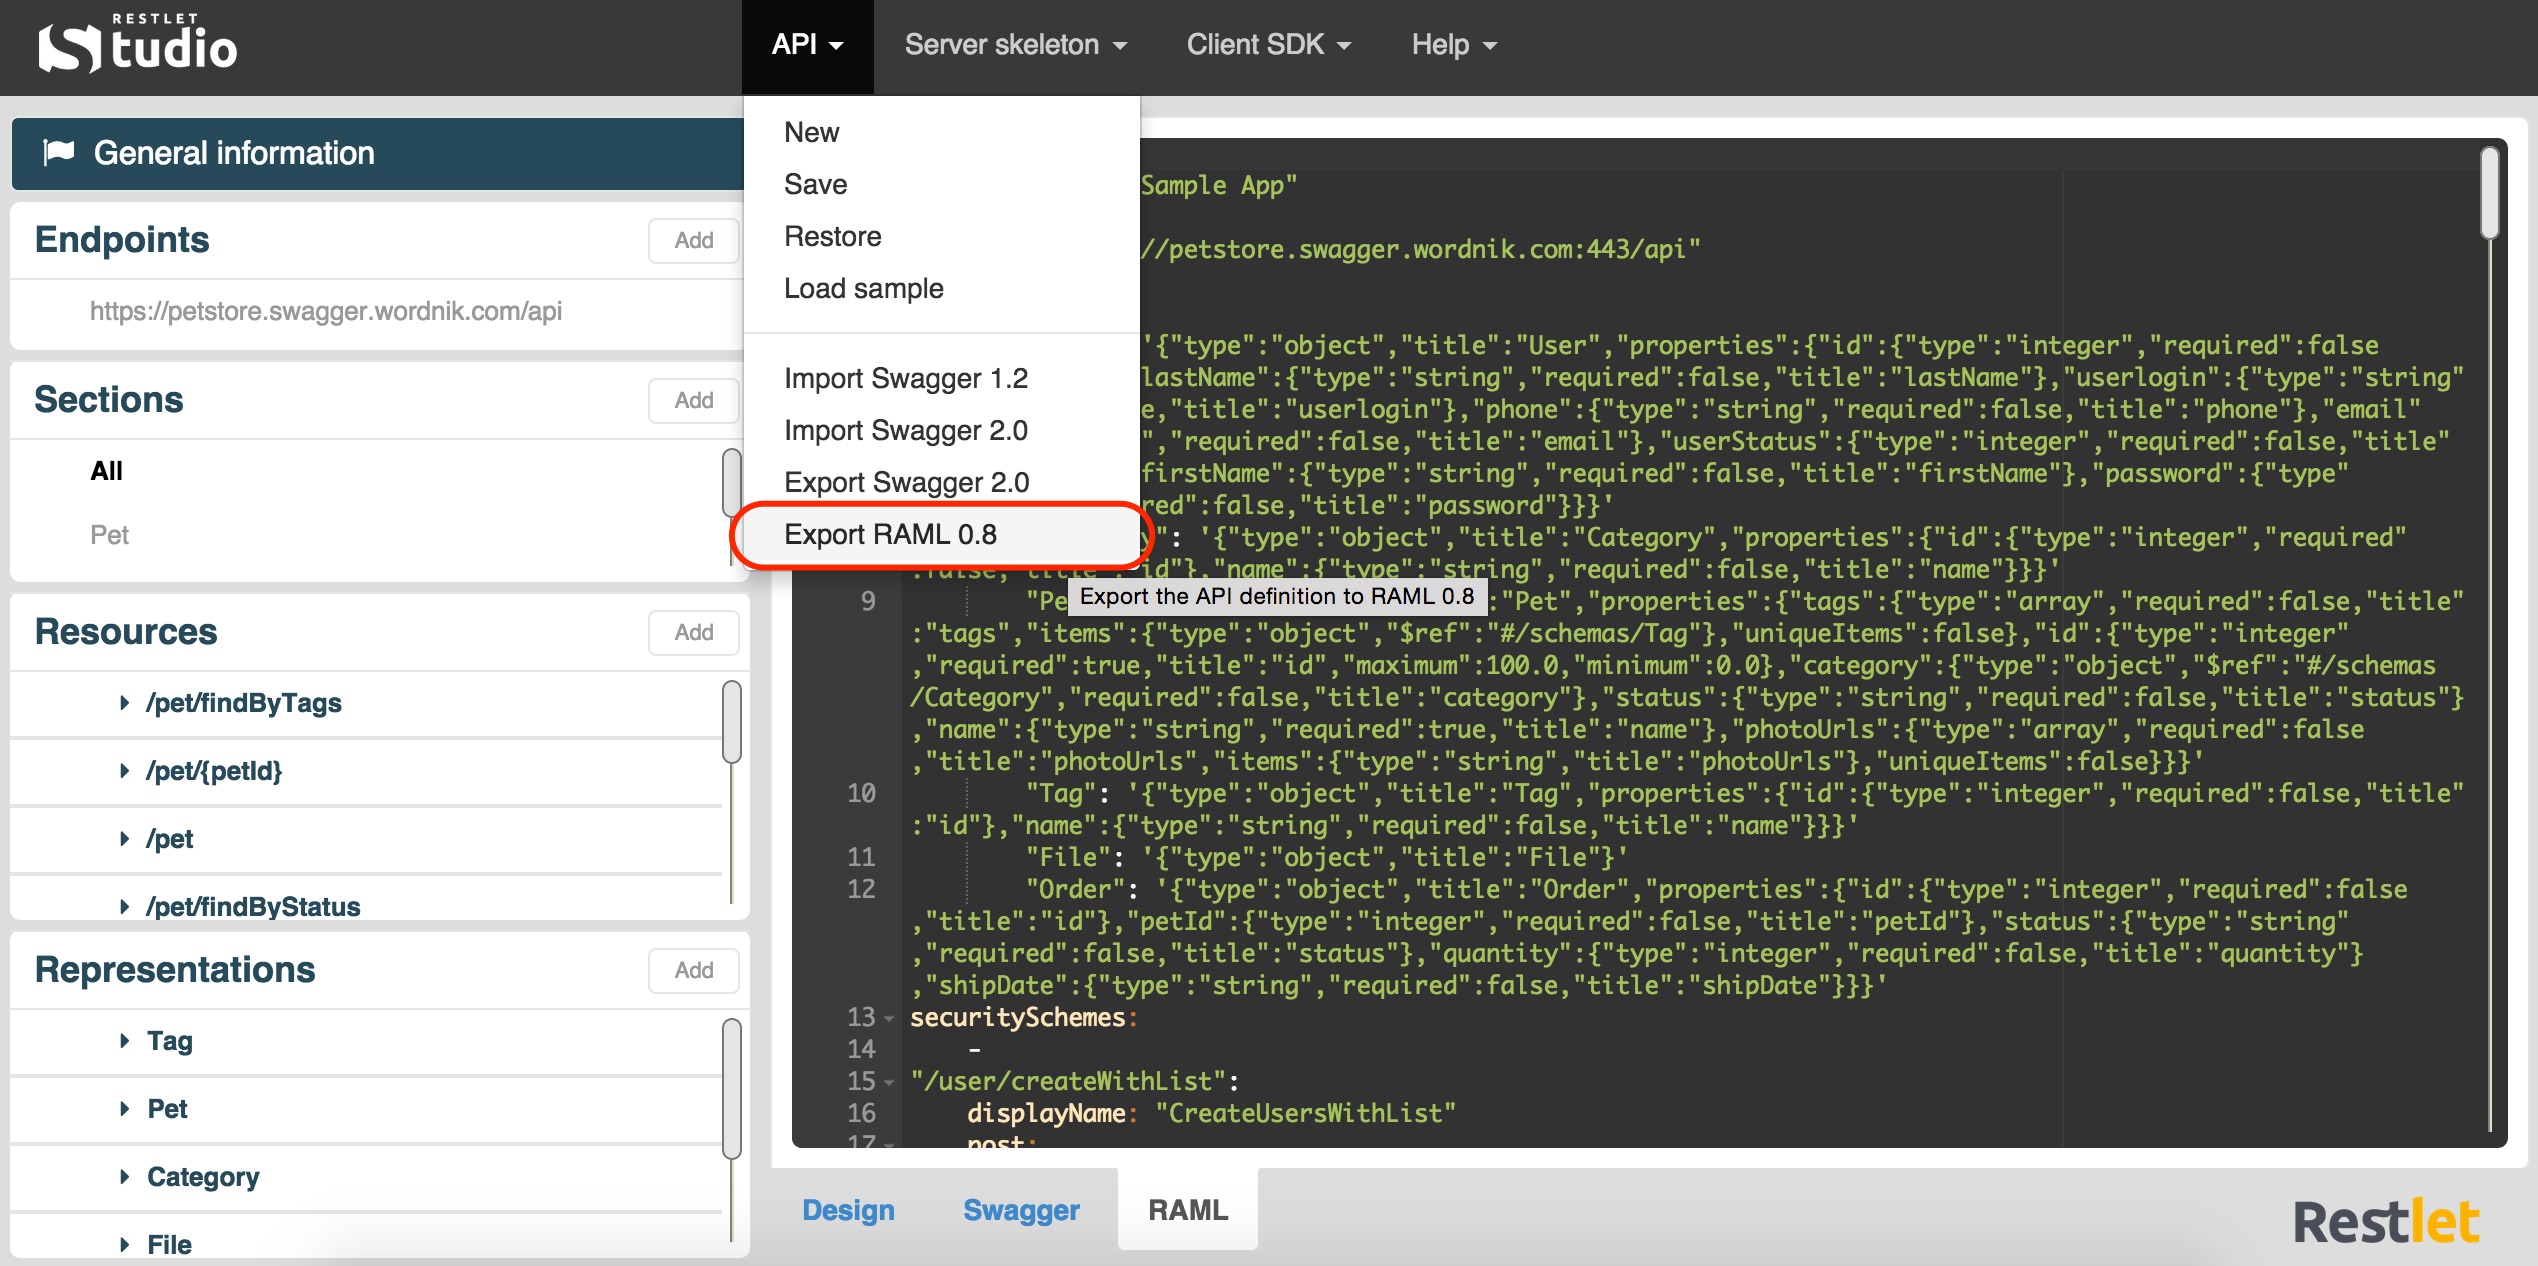 RESTLET
Studio
API
Server skeleton
Client SDK
Help
General information
Endpoints
Add
https://petstore.swagger.wordnik.com/api
Sections
Add
All
Pet
Resources
Add
/pet/findByTags
/pet/{petId}
/pet
/pet/findByStatus
Representations
Add
Tag
Pet
Category
File
New
Save
Restore
Load sample
Import Swagger 1.2
Import Swagger 2.0
Export Swagger 2.0
Export RAML 0.8
Export the API definition to RAML 0.8
Sample App"
//petstore.swagger.wordnik.com:443/api"
'{"type":"object","title":"User","properties":{"id":{"type":"integer","required":false
lastName":{"type":"string","required":false,"title":"lastName"},"userlogin":{"type":"string"
e,"title":"userlogin"},"phone":{"type":"string","required":false,"title":"phone"},"email"
","required":false,"title":"email"},"userStatus":{"type":"integer","required":false,"title"
firstName":{"type":"string","required":false,"title":"firstName"},"password":{"type"
red":false,"title":"password"}}}'
y": '{"type":"object","title":"Category","properties":{"id":{"type":"integer","required"
:false,"title":"id"},"name":{"type":"string","required":false,"title":"name"}}}'
9 "Pe :"Pet","properties":{"tags":{"type":"array","required":false,"title"
:"tags","items":{"type":"object","$ref":"#/schemas/Tag"},"uniqueItems":false},"id":{"type":"integer"
,"required":true,"title":"id","maximum":100.0,"minimum":0.0},"category":{"type":"object","$ref":"#/schemas
/Category","required":false,"title":"category"},"status":{"type":"string","required":false,"title":"status"}
,"name":{"type":"string","required":true,"title":"name"},"photoUrls":{"type":"array","required":false
,"title":"photoUrls","items":{"type":"string","title":"photoUrls"},"uniqueItems":false}}}'
10 "Tag": '{"type":"object","title":"Tag","properties":{"id":{"type":"integer","required":false,"title"
:"id"},"name":{"type":"string","required":false,"title":"name"}}}'
11 "File": '{"type":"object","title":"File"}'
12 "Order": '{"type":"object","title":"Order","properties":{"id":{"type":"integer","required":false
,"title":"id"},"petId":{"type":"integer","required":false,"title":"petId"},"status":{"type":"string"
,"required":false,"title":"status"},"quantity":{"type":"integer","required":false,"title":"quantity"}
,"shipDate":{"type":"string","required":false,"title":"shipDate"}}}'
13 securitySchemes:
14 -
15 "/user/createWithList":
16 displayName: "CreateUsersWithList"
17 post:
Design
Swagger
RAML
Restlet